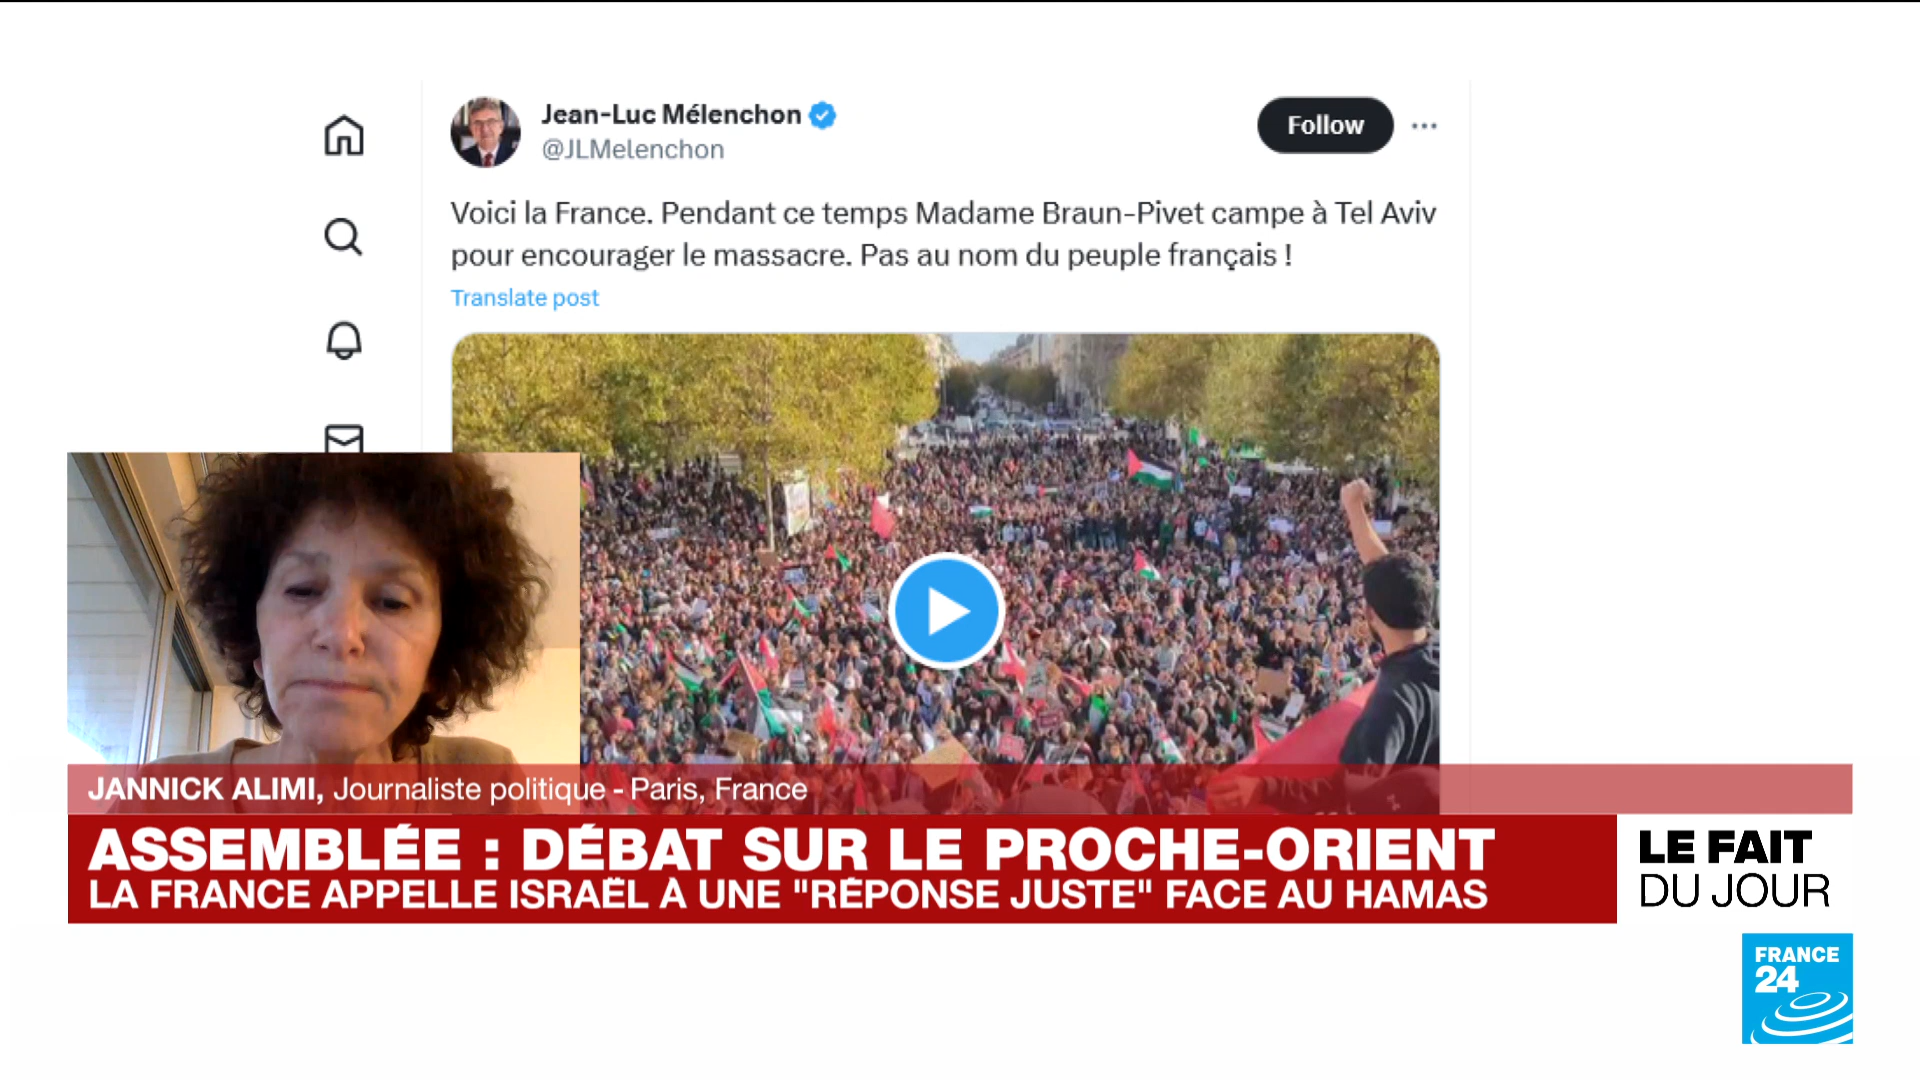 Jean-Luc Mélenchon
@JLMelenchon
Follow
Voici la France. Pendant ce temps Madame Braun-Pivet campe à Tel Aviv
pour encourager le massacre. Pas au nom du peuple français !
Translate post
JANNICK ALIMI, Journaliste politique - Paris, France
ASSEMBLÉE : DÉBAT SUR LE PROCHE-ORIENT
LA FRANCE APPELLE ISRAËL À UNE "RÉPONSE JUSTE" FACE AU HAMAS
LE FAIT
DU JOUR
FRANCE
24